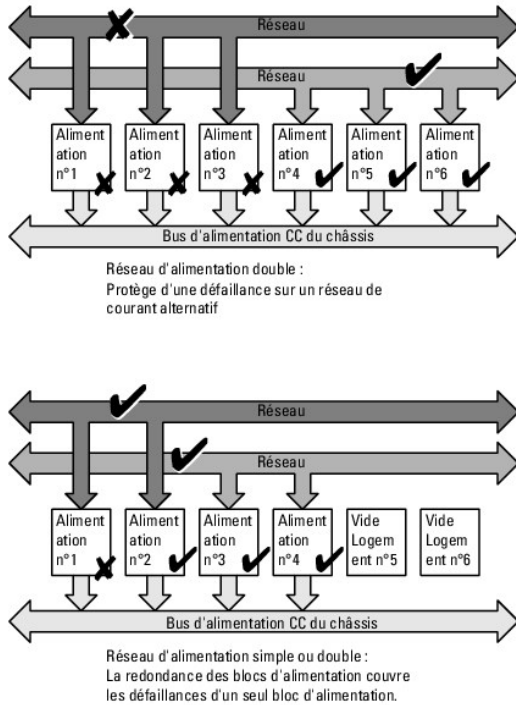 Réseau
Réseau
Aliment
ation
n°1
Aliment
ation
n°2
Aliment
ation
n°3
Aliment
ation
n°4
Aliment
ation
n°5
Aliment
ation
n°6
Bus d'alimentation CC du châssis
Réseau d'alimentation double :
Protège d'une défaillance sur un réseau de
courant alternatif
Réseau
Réseau
Aliment
ation
n°1
Aliment
ation
n°2
Aliment
ation
n°3
Aliment
ation
n°4
Vide
Logem
ent n°5
Vide
Logem
ent n°6
Bus d'alimentation CC du châssis
Réseau d'alimentation simple ou double :
La redondance des blocs d'alimentation couvre
les défaillances d'un seul bloc d'alimentation.